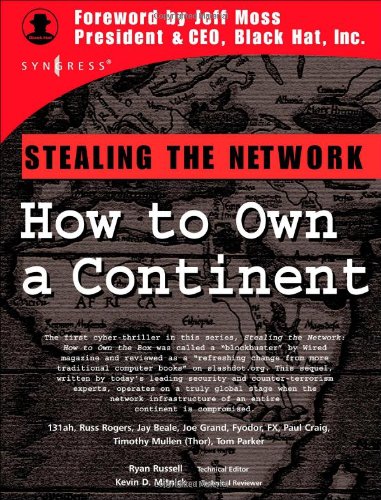 Foreword by Jeff Moss
President & CEO, Black Hat, Inc.
Black Hat
SYNGRESS®
STEALING THE NETWORK
How to Own
a Continent
AFRICA
The first cyber-thriller in this series, Stealing the Network:
How to Own the Box was called a "blockbuster" by Wired
magazine and reviewed as a "refreshing change from more
traditional computer books" on slashdot.org. This sequel,
written by today's leading security and counter-terrorism
experts, operates on a truly global stage when the
network infrastructure of an entire
continent is compromised.
131ah, Russ Rogers, Jay Beale, Joe Grand, Fyodor, FX, Paul Craig,
Timothy Mullen (Thor), Tom Parker
Ryan Russell Technical Editor
Kevin D. Mitnick Technical Reviewer